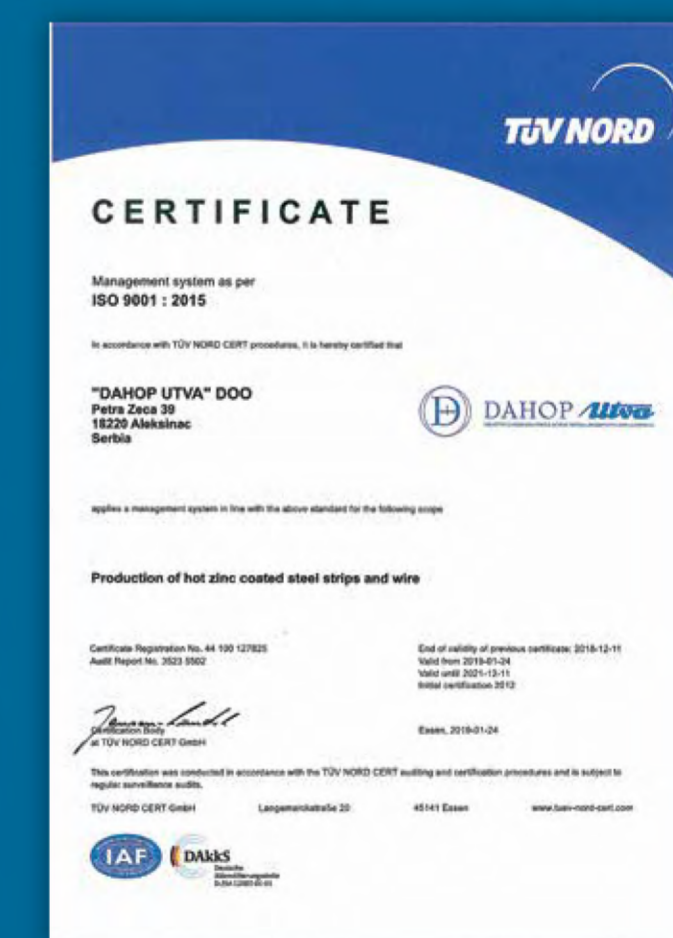 TÜV NORD
CERTIFICATE
Management system as per
ISO 9001 : 2015
In accordance with TÜV NORD CERT procedures, it is hereby certified that
"DAHOP UTVA" DOO
Petra Zeca 39
18220 Aleksinac
Serbia
DAHOP Utva
applies a management system in line with the above standard for the following scope
Production of hot zinc coated steel strips and wire
Certificate Registration No. 44 100 127825
Audit Report No. 3523 5502
End of validity of previous certificate: 2018-12-11
Valid from 2019-01-24
Valid until 2021-12-11
Initial certification 2012
Certification Body
at TÜV NORD CERT GmbH
Essen, 2019-01-24
This certification was conducted in accordance with the TÜV NORD CERT auditing and certification procedures and is subject to
regular surveillance audits.
TÜV NORD CERT GmbH Langemarckstraße 20 45141 Essen www.tuev-nord-cert.com
IAF
DAkkS
Deutsche
Akkreditierungsstelle